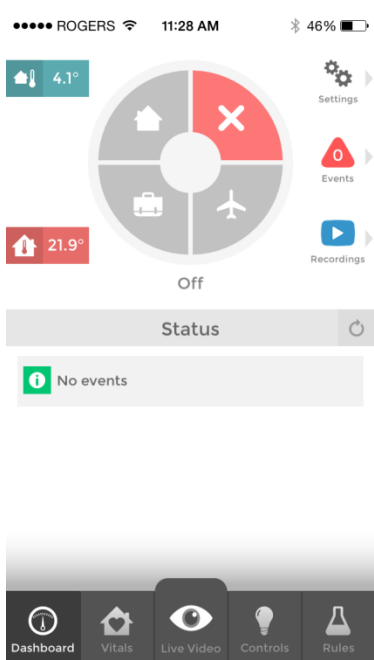 ROGERS 11:28 AM 46%
4.1°
Settings
0
Events
21.9°
Recordings
Off
Status
No events
Dashboard Vitals Live Video Controls Rules